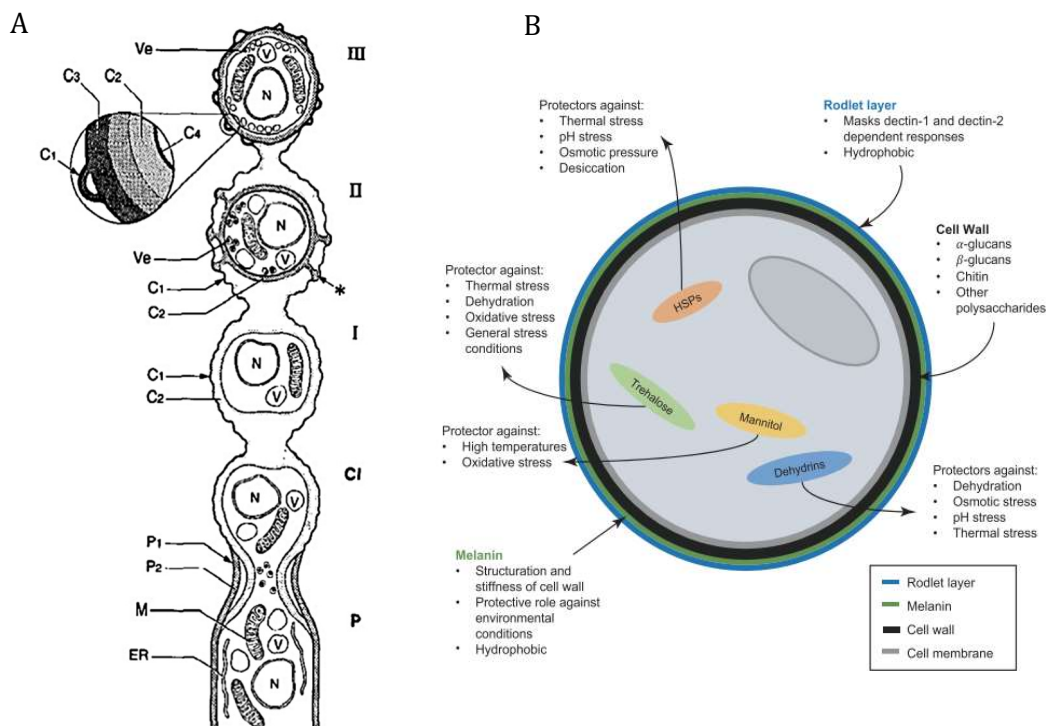 A
Ve
III
V
N
C3
C2
C4
C1
II
N
Ve
V
C1
*
C2
I
C1
N
C2
V
CI
N
V
P1
P2
M
P
V
ER
N
B
Protectors against:
• Thermal stress
• pH stress
• Osmotic pressure
• Desiccation
Rodlet layer
• Masks dectin-1 and dectin-2
dependent responses
• Hydrophobic
Cell Wall
• α-glucans
• β-glucans
• Chitin
• Other
polysaccharides
Protector against:
• Thermal stress
• Dehydration
• Oxidative stress
• General stress
conditions
HSPs
Trehalose
Mannitol
Dehydrins
Protector against:
• High temperatures
• Oxidative stress
Protectors against:
• Dehydration
• Osmotic stress
• pH stress
• Thermal stress
Melanin
• Structuration and
stiffness of cell wall
• Protective role against
environmental
conditions
• Hydrophobic
Rodlet layer
Melanin
Cell wall
Cell membrane